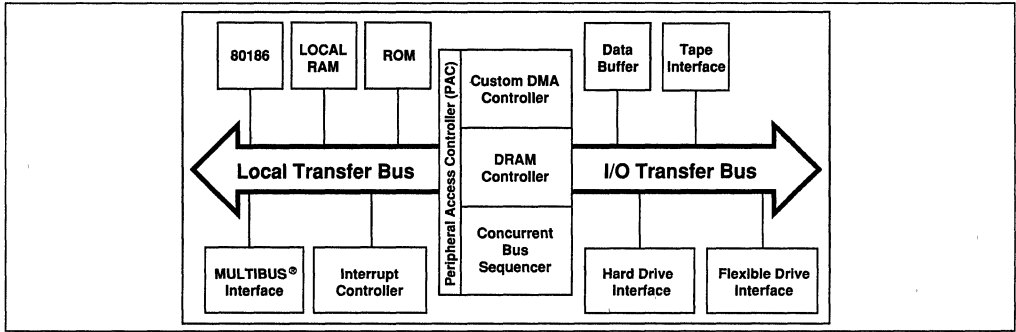 80186
LOCAL
RAM
ROM
Peripheral Access Controller (PAC)
Custom DMA
Controller
DRAM
Controller
Concurrent
Bus
Sequencer
Data
Buffer
Tape
Interface
Local Transfer Bus
I/O Transfer Bus
MULTIBUS®
Interface
Interrupt
Controller
Hard Drive
Interface
Flexible Drive
Interface